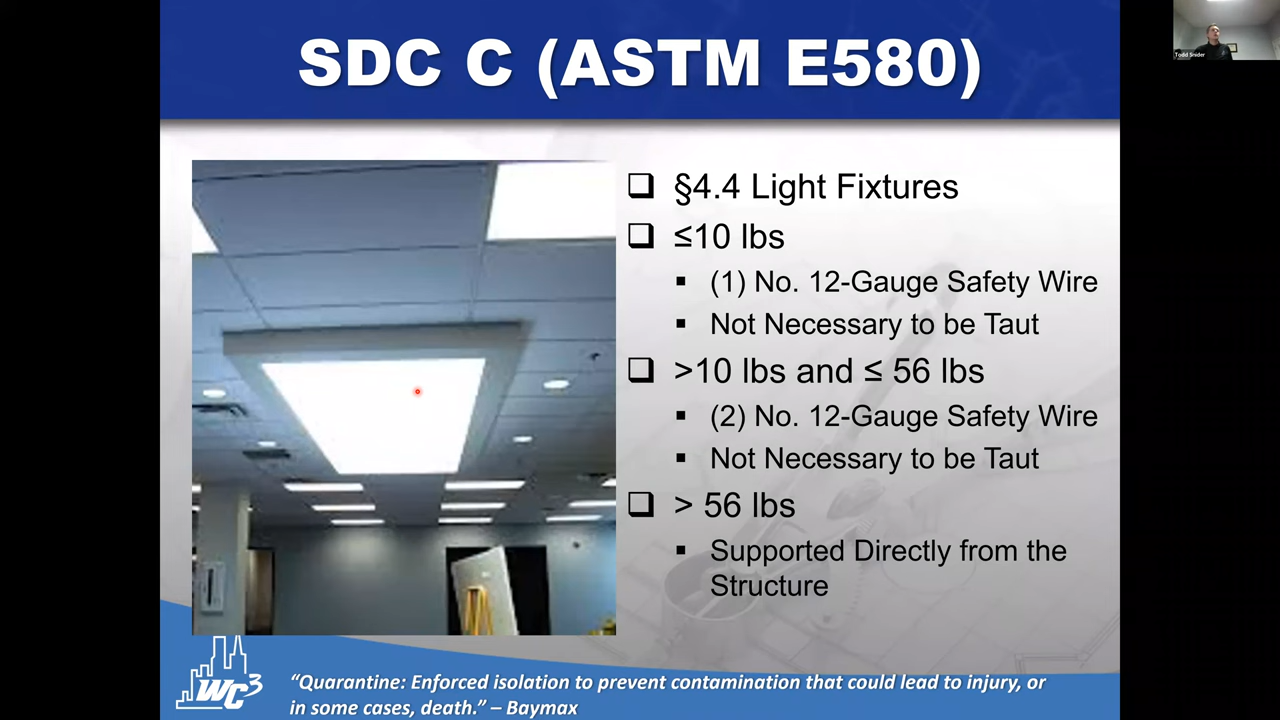 SDC C (ASTM E580)
Todd Snider
❑ §4.4 Light Fixtures
❑ ≤10 lbs
▪ (1) No. 12-Gauge Safety Wire
▪ Not Necessary to be Taut
❑ >10 lbs and ≤ 56 lbs
▪ (2) No. 12-Gauge Safety Wire
▪ Not Necessary to be Taut
❑ > 56 lbs
▪ Supported Directly from the
Structure
WC3
“Quarantine: Enforced isolation to prevent contamination that could lead to injury, or
in some cases, death.” – Baymax